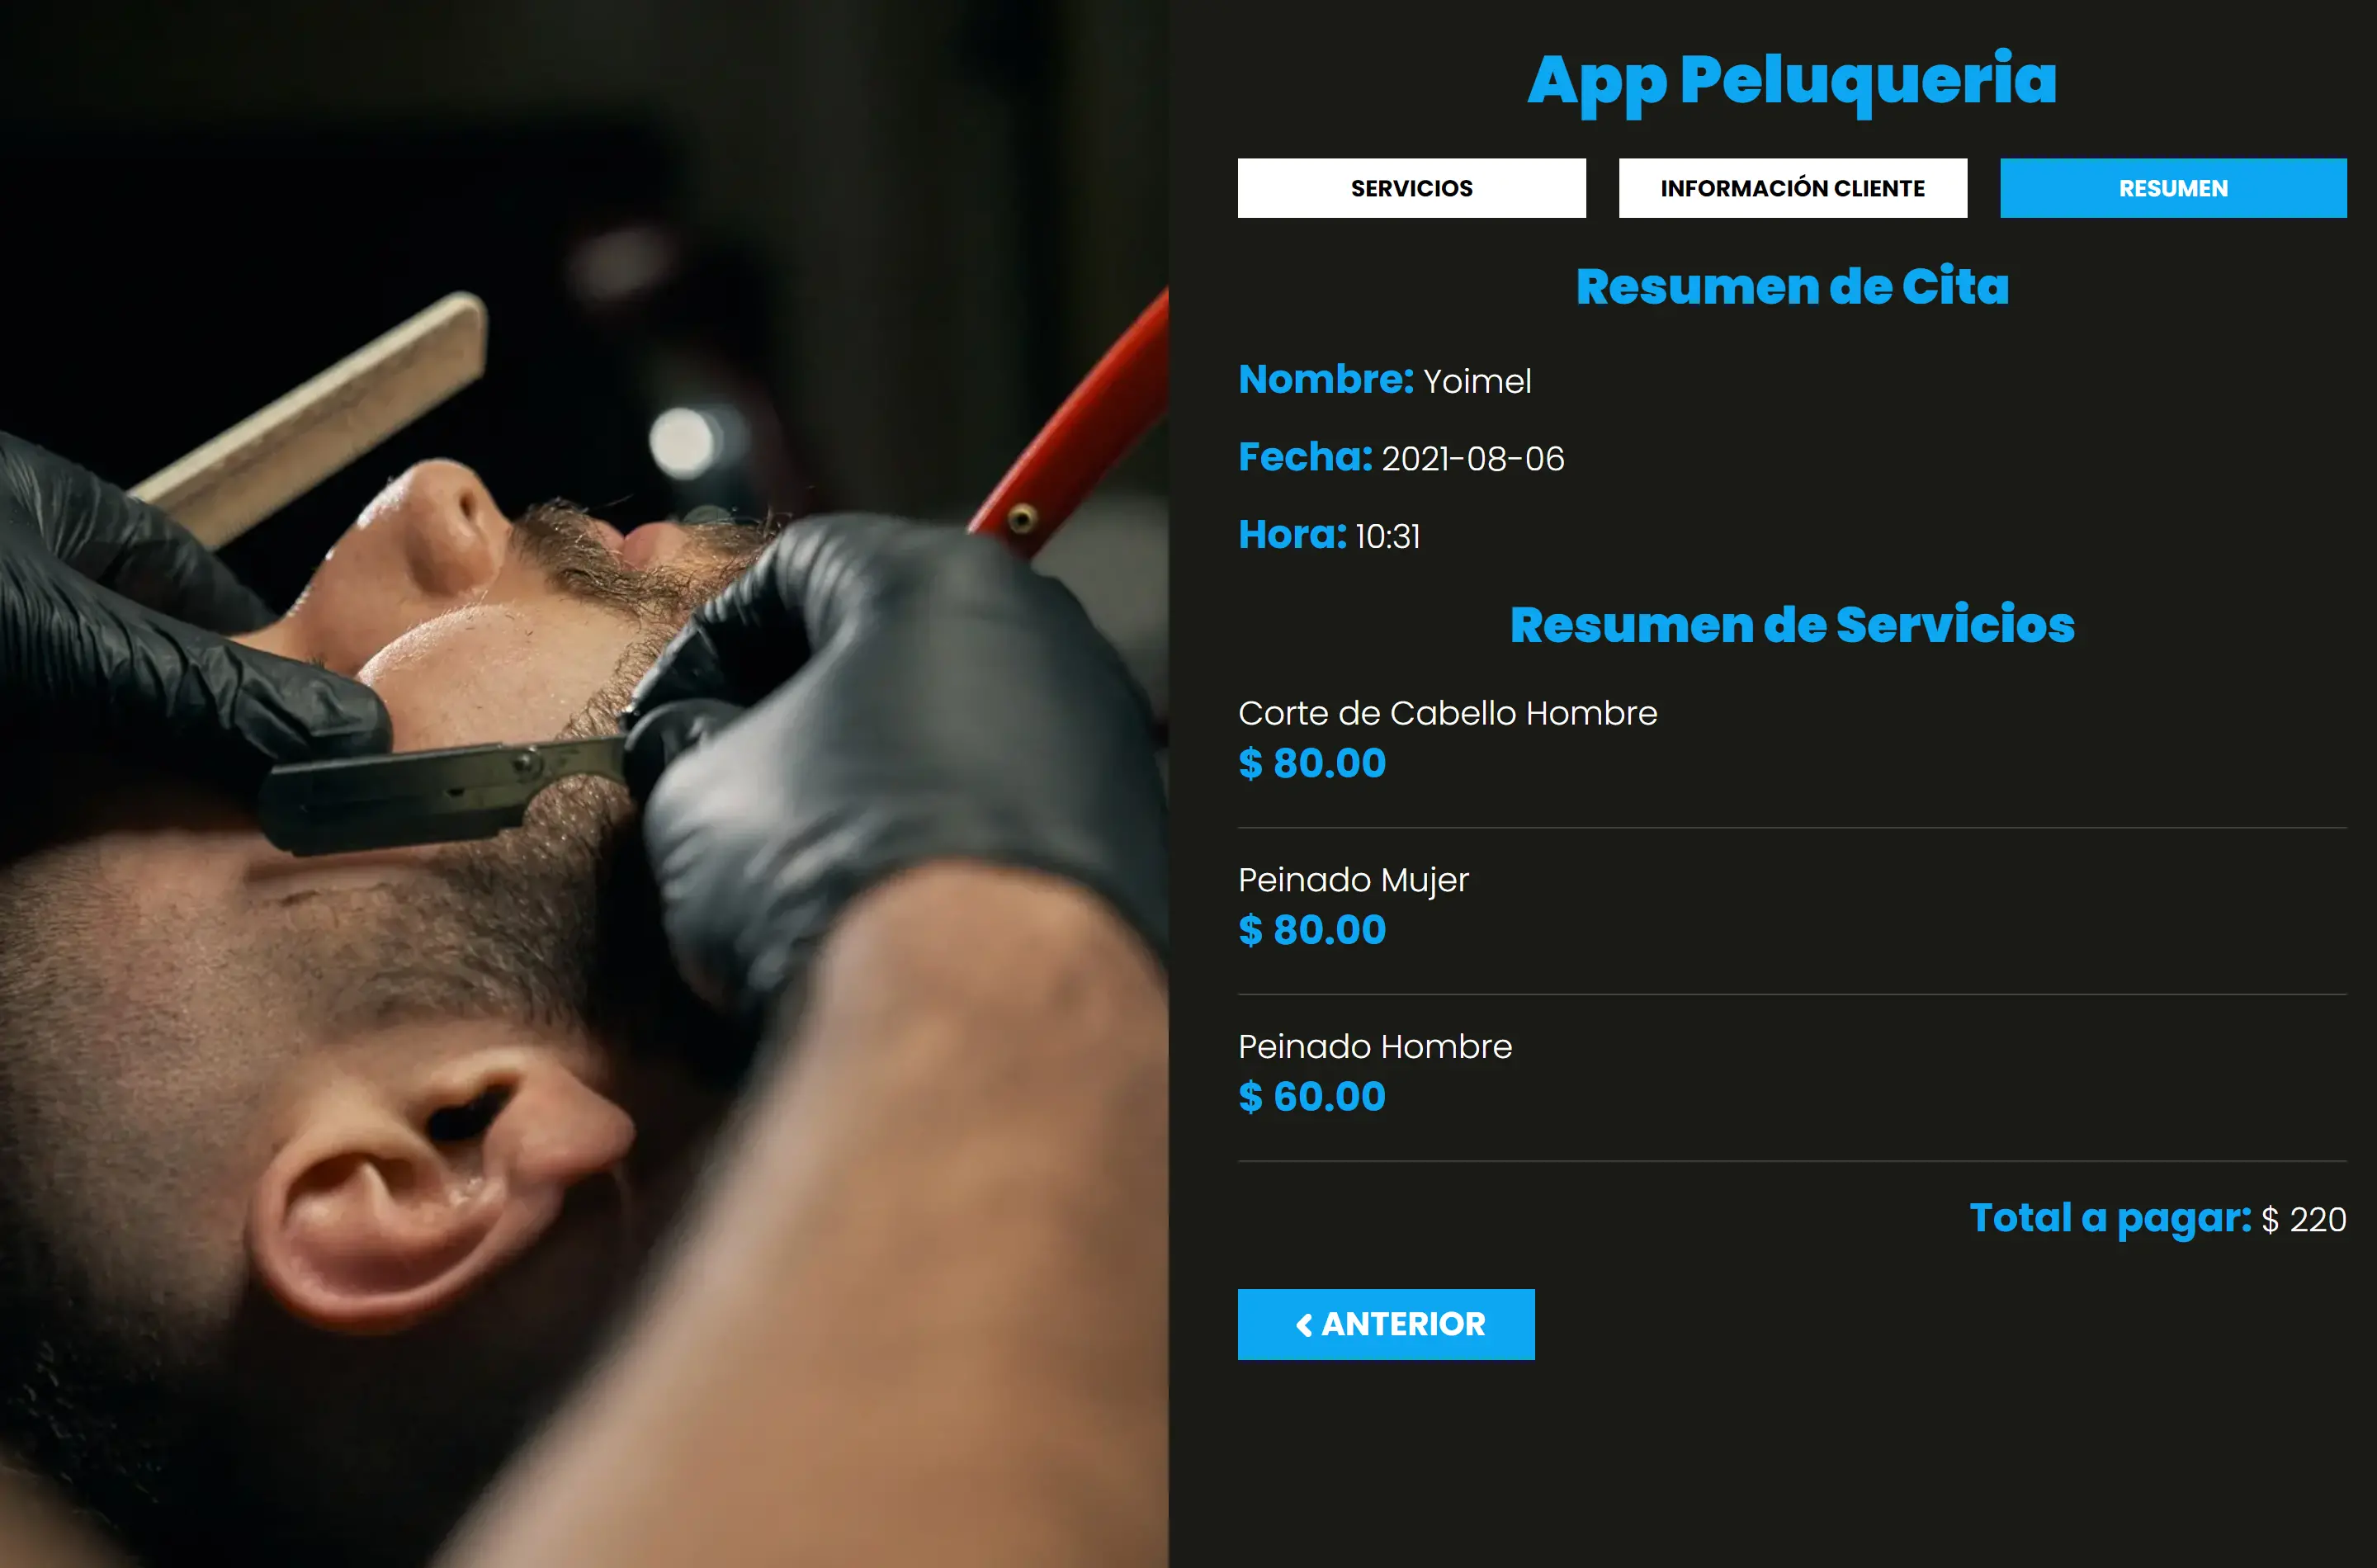 App Peluqueria
SERVICIOS
INFORMACIÓN CLIENTE
RESUMEN
Resumen de Cita
Nombre: Yoimel
Fecha: 2021-08-06
Hora: 10:31
Resumen de Servicios
Corte de Cabello Hombre
$ 80.00
Peinado Mujer
$ 80.00
Peinado Hombre
$ 60.00
Total a pagar: $ 220
ANTERIOR